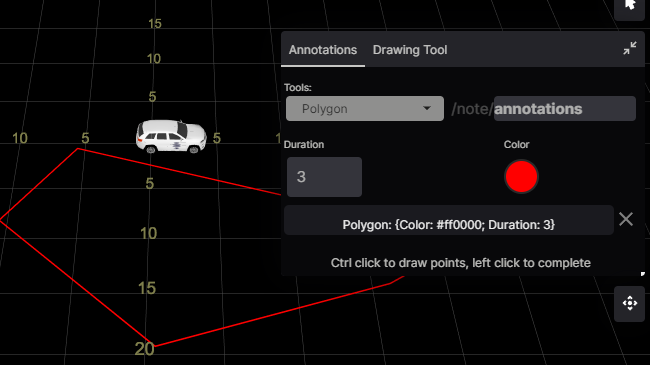 15
10
5
10
5
5
5
10
15
20
Annotations Drawing Tool
Tools:
Polygon /note/annotations
Duration Color
3
Polygon: {Color: #ff0000; Duration: 3}
Ctrl click to draw points, left click to complete